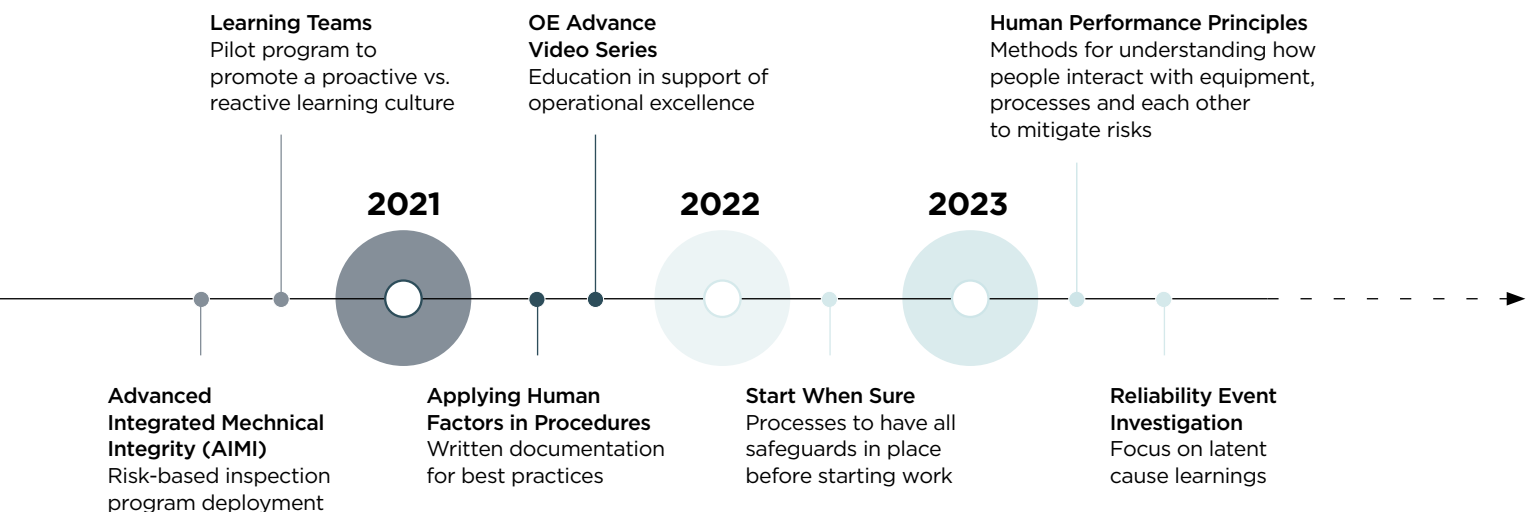 Learning Teams
Pilot program to
promote a proactive vs.
reactive learning culture
OE Advance
Video Series
Education in support of
operational excellence
Human Performance Principles
Methods for understanding how
people interact with equipment,
processes and each other
to mitigate risks
2021
2022
2023
Advanced
Integrated Mechnical
Integrity (AIMI)
Risk-based inspection
program deployment
Applying Human
Factors in Procedures
Written documentation
for best practices
Start When Sure
Processes to have all
safeguards in place
before starting work
Reliability Event
Investigation
Focus on latent
cause learnings